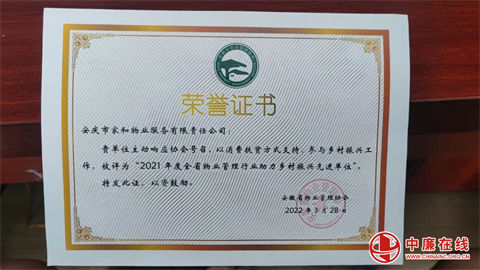 荣誉证书
安庆市家和物业服务有限责任公司:
贵单位主动响应协会号召,以消费扶贫方式支持、参与乡村振兴工
作,被评为“2021年度全省物业管理行业助力乡村振兴先进单位”。
特发此证,以资鼓励。
安徽省物业管理协会
2022年3月28日
中廉在线
WWW.CHINAINC.ORG.CN